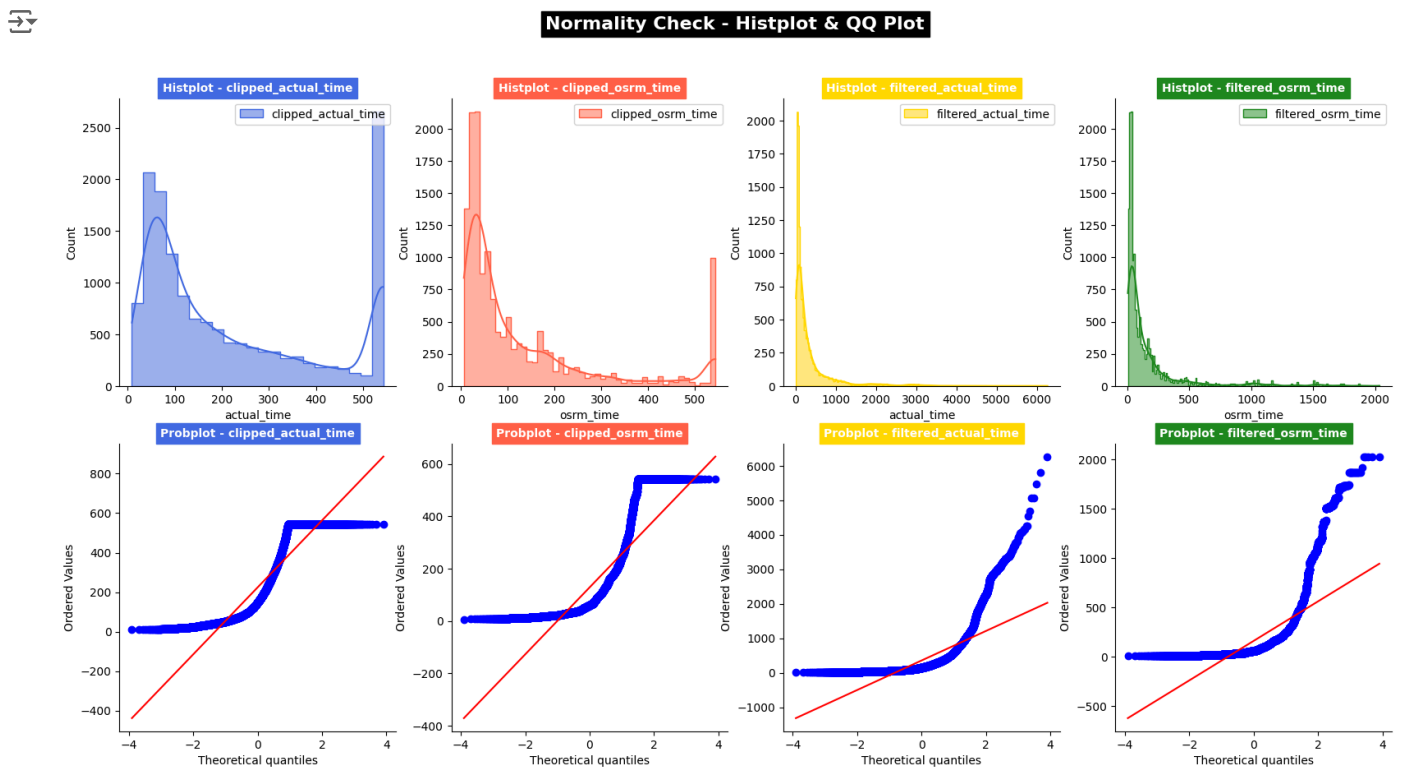 Normality Check - Histplot & QQ Plot
Histplot - clipped_actual_time
Histplot - clipped_osrm_time
Histplot - filtered_actual_time
Histplot - filtered_osrm_time
clipped_actual_time
clipped_osrm_time
filtered_actual_time
filtered_osrm_time
Count
2500
2000
1500
1000
500
0
0 100 200 300 400 500
actual_time
Count
2000
1750
1500
1250
1000
750
500
250
0
0 100 200 300 400 500
osrm_time
Count
2000
1750
1500
1250
1000
750
500
250
0
0 1000 2000 3000 4000 5000 6000
actual_time
Count
2000
1750
1500
1250
1000
750
500
250
0
0 500 1000 1500 2000
osrm_time
Probplot - clipped_actual_time
Probplot - clipped_osrm_time
Probplot - filtered_actual_time
Probplot - filtered_osrm_time
Ordered Values
800
600
400
200
0
−200
−400
−4 −2 0 2 4
Theoretical quantiles
Ordered Values
600
400
200
0
−200
−400
−4 −2 0 2 4
Theoretical quantiles
Ordered Values
6000
5000
4000
3000
2000
1000
0
−1000
−4 −2 0 2 4
Theoretical quantiles
Ordered Values
2000
1500
1000
500
0
−500
−4 −2 0 2 4
Theoretical quantiles